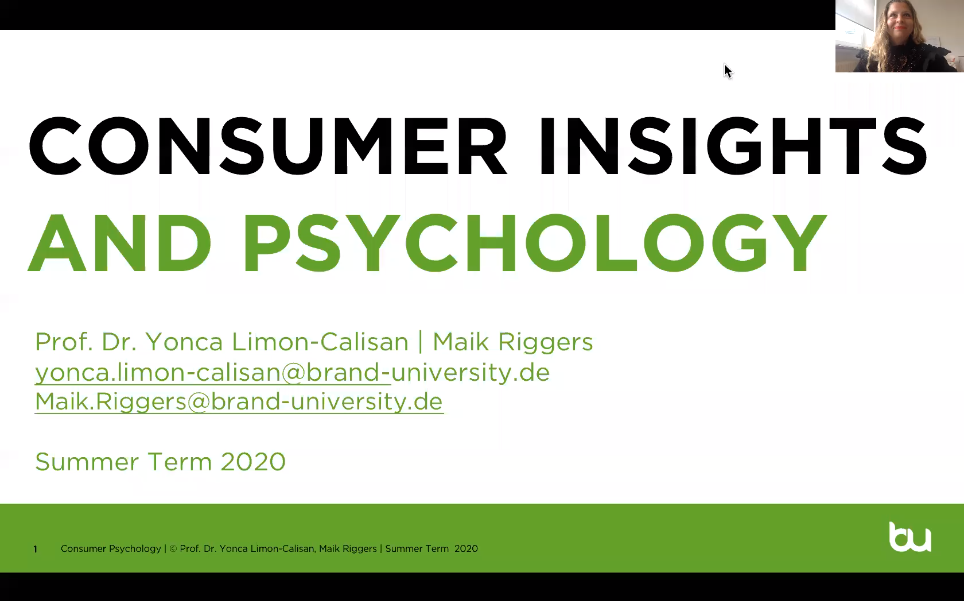 CONSUMER INSIGHTS
AND PSYCHOLOGY
Prof. Dr. Yonca Limon-Calisan | Maik Riggers
yonca.limon-calisan@brand-university.de
Maik.Riggers@brand-university.de
Summer Term 2020
1 Consumer Psychology | © Prof. Dr. Yonca Limon-Calisan, Maik Riggers | Summer Term 2020
bu